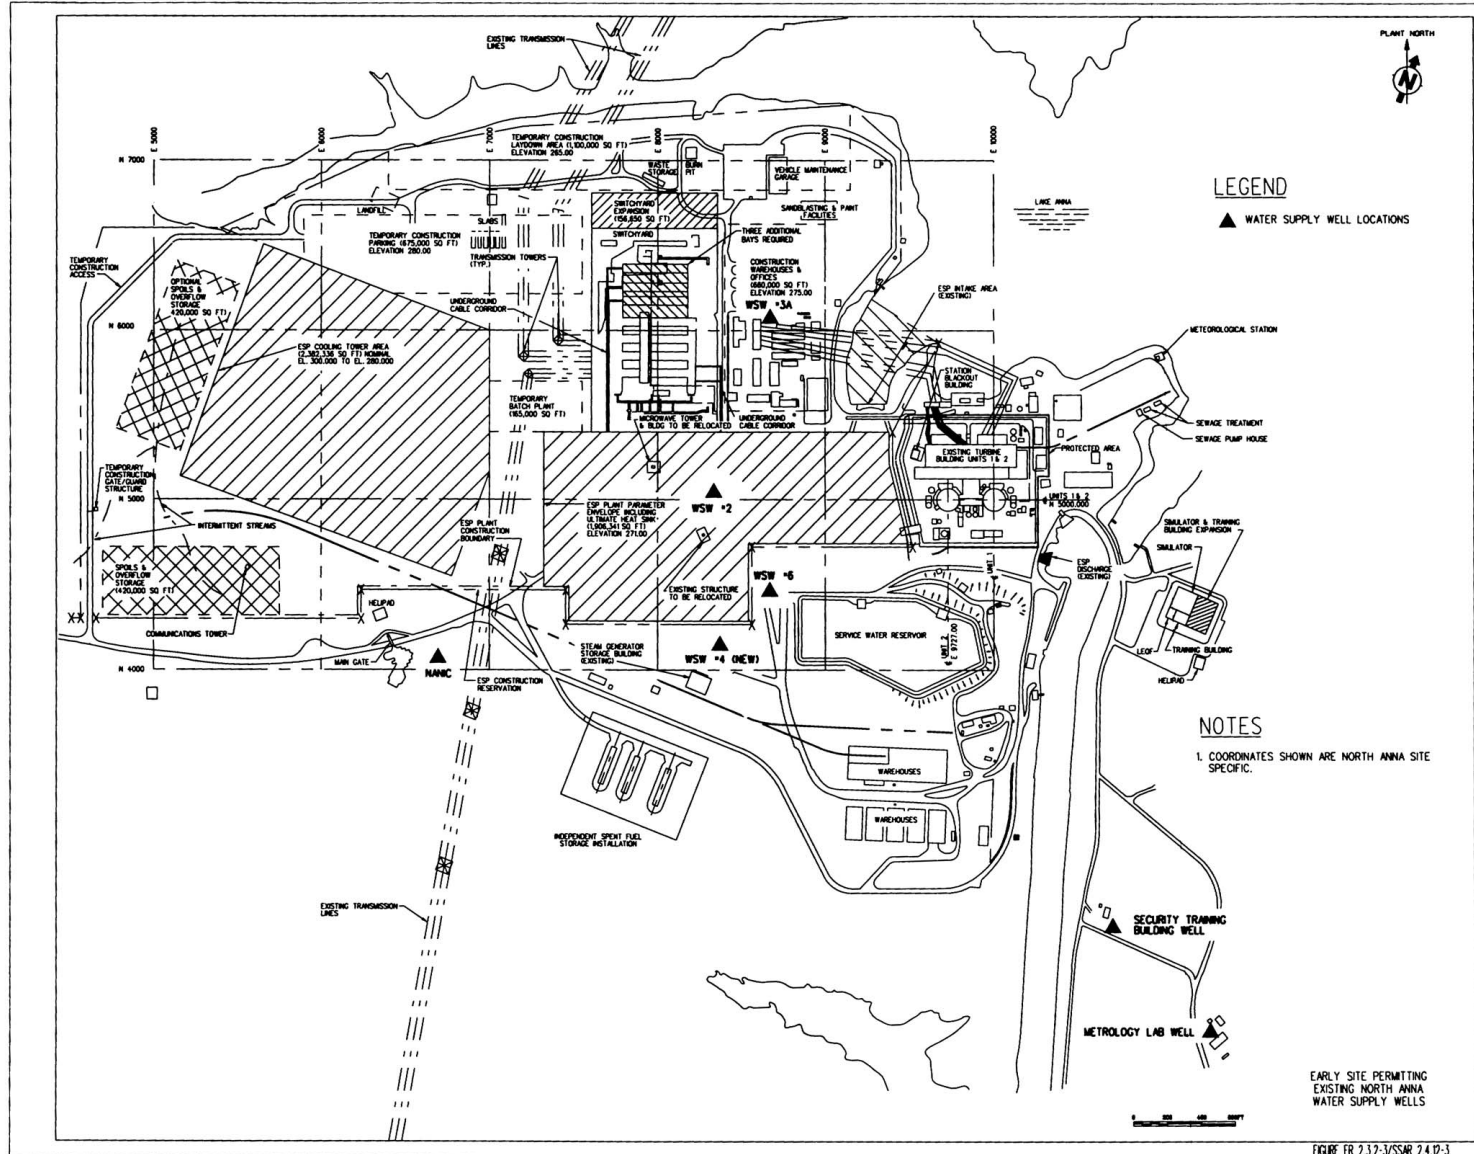 PLANT NORTH
N
EXISTING TRANSMISSION
LINES
E 5000
E 6000
E 7000
E 8000
E 9000
E 10000
N 7000
TEMPORARY CONSTRUCTION
LAYDOWN AREA (1,100,000 SQ FT)
ELEVATION 265.00
WASTE
STORAGE
BURN
PIT
VEHICLE MAINTENANCE
GARAGE
LEGEND
WATER SUPPLY WELL LOCATIONS
LAKE ANNA
LANDFILL
SLABS
SWITCHYARD
EXPANSION
(156,850 SQ FT)
SANDBLASTING & PAINT
FACILITIES
TEMPORARY CONSTRUCTION
PARKING (675,000 SQ FT)
ELEVATION 280.00
SWITCHYARD
THREE ADDITIONAL
BAYS REQUIRED
TRANSMISSION TOWERS
(TYP.)
TEMPORARY
CONSTRUCTION
ACCESS
OPTIONAL
SPOILS &
OVERFLOW
STORAGE
420,000 SQ FT)
CONSTRUCTION
WAREHOUSES &
OFFICES
(680,000 SQ FT)
ELEVATION 275.00
ESP INTAKE AREA
(EXISTING)
UNDERGROUND
CABLE CORRIDOR
WSW #3A
N 6000
METEOROLOGICAL STATION
ESP COOLING TOWER AREA
(2,382,336 SQ FT) NOMINAL
EL. 300.000 TO EL. 280.000
STATION
BLACKOUT
BUILDING
TEMPORARY
BATCH PLANT
(165,000 SQ FT)
MICROWAVE TOWER
& BLDG TO BE RELOCATED
UNDERGROUND
CABLE CORRIDOR
SEWAGE TREATMENT
SEWAGE PUMP HOUSE
EXISTING TURBINE
BUILDING UNITS 1 & 2
PROTECTED AREA
TEMPORARY
CONSTRUCTION
GATE/GUARD
STRUCTURE
N 5000
UNITS 1 & 2
N 5000.000
WSW #2
ESP PLANT PARAMETER
ENVELOPE INCLUDING
ULTIMATE HEAT SINK
(1,906,341 SQ FT)
ELEVATION 271.00
INTERMITTENT STREAMS
ESP PLANT
CONSTRUCTION
BOUNDARY
SIMULATOR & TRAINING
BUILDING EXPANSION
SIMULATOR
UNIT 1
ESP
DISCHARGE
(EXISTING)
SPOILS &
OVERFLOW
STORAGE
(420,000 SQ FT)
WSW #6
EXISTING STRUCTURE
TO BE RELOCATED
HELIPAD
COMMUNICATIONS TOWER
SERVICE WATER RESERVOIR
UNIT 2
E 9727.00
STEAM GENERATOR
STORAGE BUILDING
(EXISTING)
WSW #4 (NEW)
LEOF
TRAINING BUILDING
N 4000
MAIN GATE
NANIC
ESP CONSTRUCTION
RESERVATION
HELIPAD
NOTES
1. COORDINATES SHOWN ARE NORTH ANNA SITE
SPECIFIC.
WAREHOUSES
WAREHOUSES
INDEPENDENT SPENT FUEL
STORAGE INSTALLATION
EXISTING TRANSMISSION
LINES
SECURITY TRAINING
BUILDING WELL
METROLOGY LAB WELL
EARLY SITE PERMITTING
EXISTING NORTH ANNA
WATER SUPPLY WELLS
FIGURE ER 2.3.2-3/SSAR 2.4.12-3